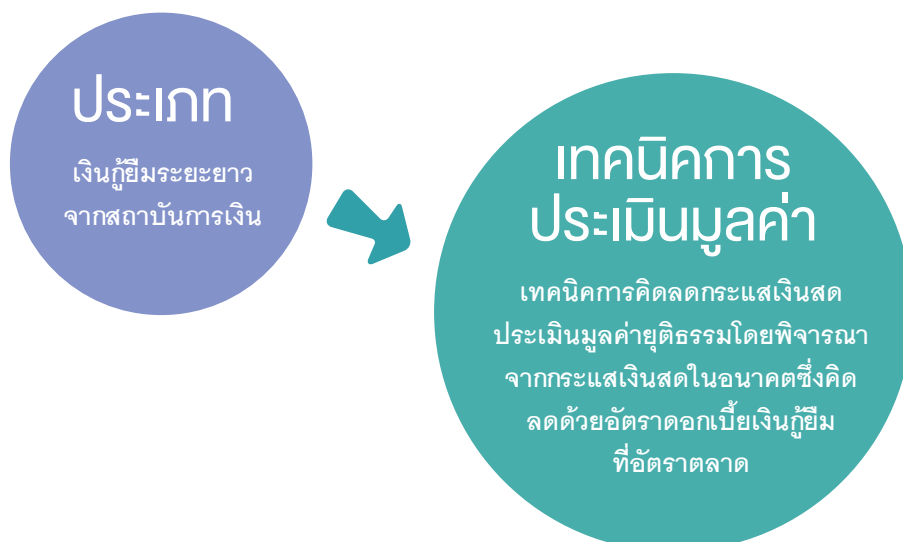 ประเภท
เงินกู้ยืมระยะยาว
จากสถาบันการเงิน
เทคนิคการ
ประเมินมูลค่า
เทคนิคการคิดลดกระแสเงินสด
ประเมินมูลค่ายุติธรรมโดยพิจารณา
จากกระแสเงินสดในอนาคตซึ่งคิด
ลดด้วยอัตราดอกเบี้ยเงินกู้ยืม
ที่อัตราตลาด